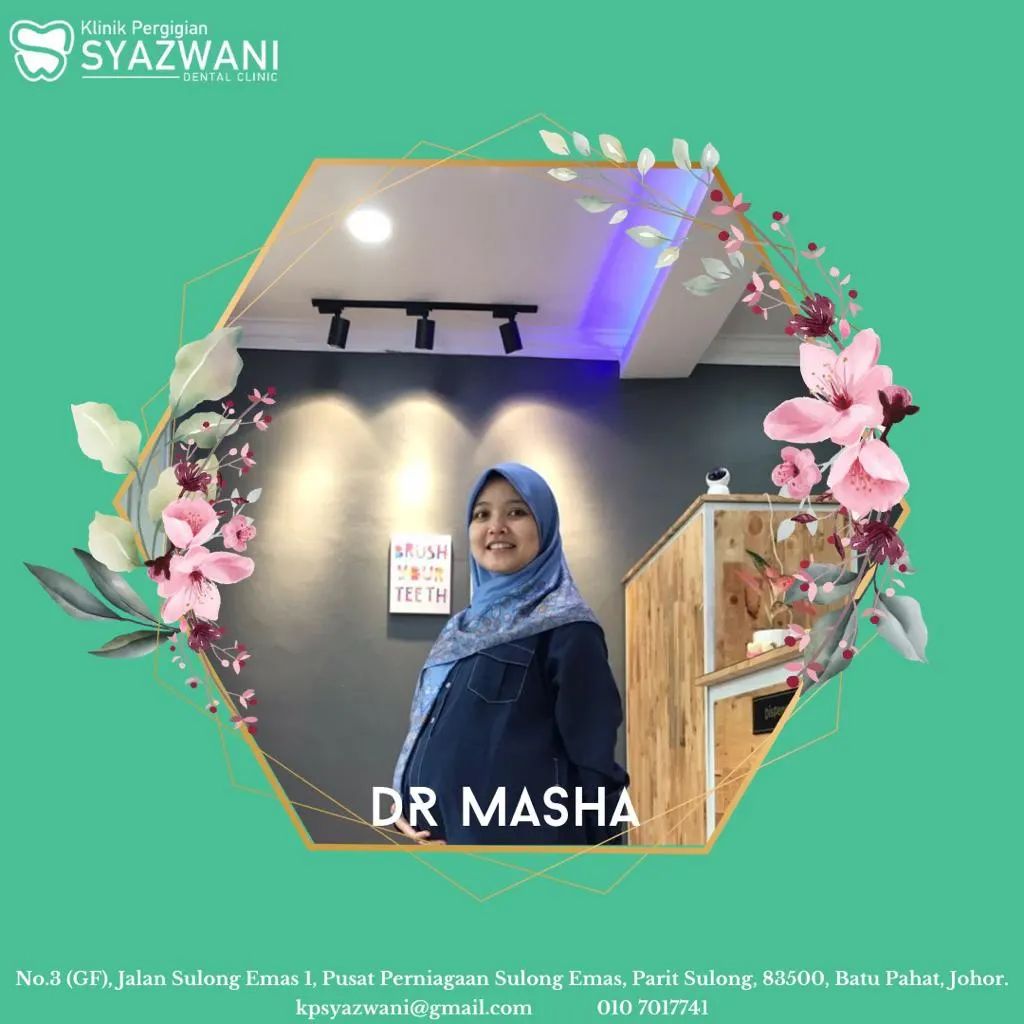 Klinik Pergigian
SYAZWANI
DENTAL CLINIC
BRUSH
YOUR
TEETH
DR MASHA
No.3 (GF), Jalan Sulong Emas 1, Pusat Perniagaan Sulong Emas, Parit Sulong, 83500, Batu Pahat, Johor.
kpsyazwani@gmail.com 010 7017741